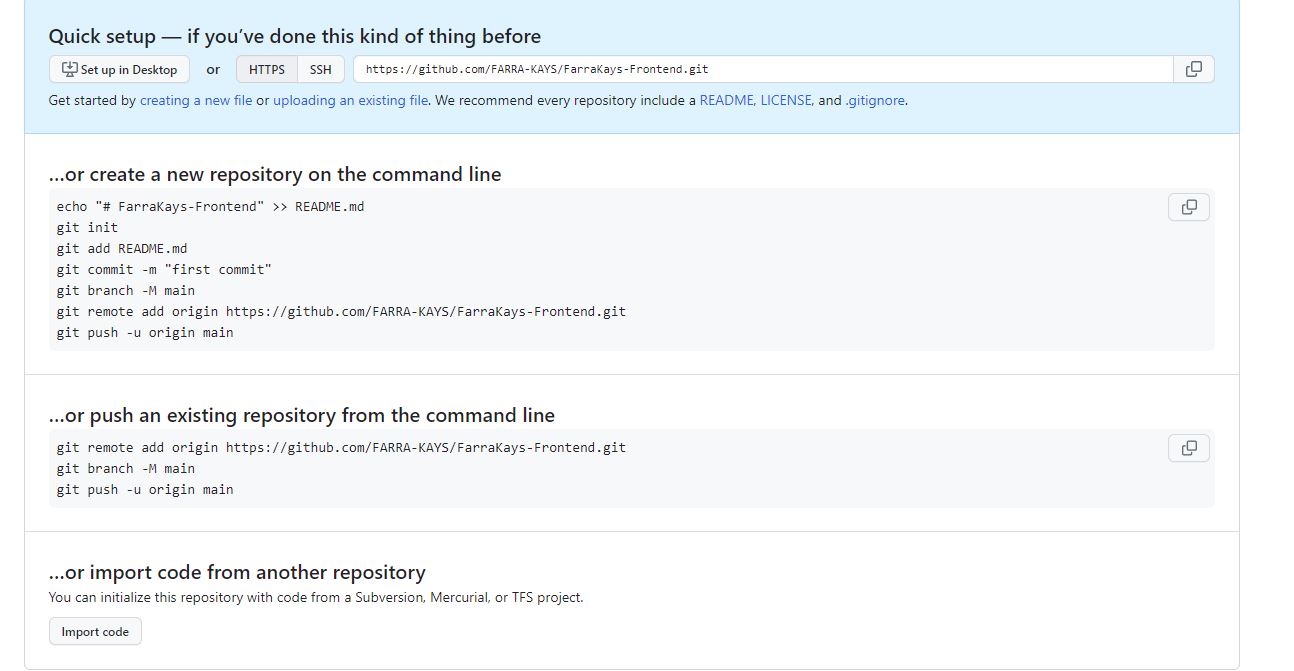 Quick setup — if you’ve done this kind of thing before
Set up in Desktop or HTTPS SSH https://github.com/FARRA-KAYS/FarraKays-Frontend.git
Get started by creating a new file or uploading an existing file. We recommend every repository include a README, LICENSE, and .gitignore.
…or create a new repository on the command line
echo "# FarraKays-Frontend" >> README.md
git init
git add README.md
git commit -m "first commit"
git branch -M main
git remote add origin https://github.com/FARRA-KAYS/FarraKays-Frontend.git
git push -u origin main
…or push an existing repository from the command line
git remote add origin https://github.com/FARRA-KAYS/FarraKays-Frontend.git
git branch -M main
git push -u origin main
…or import code from another repository
You can initialize this repository with code from a Subversion, Mercurial, or TFS project.
Import code